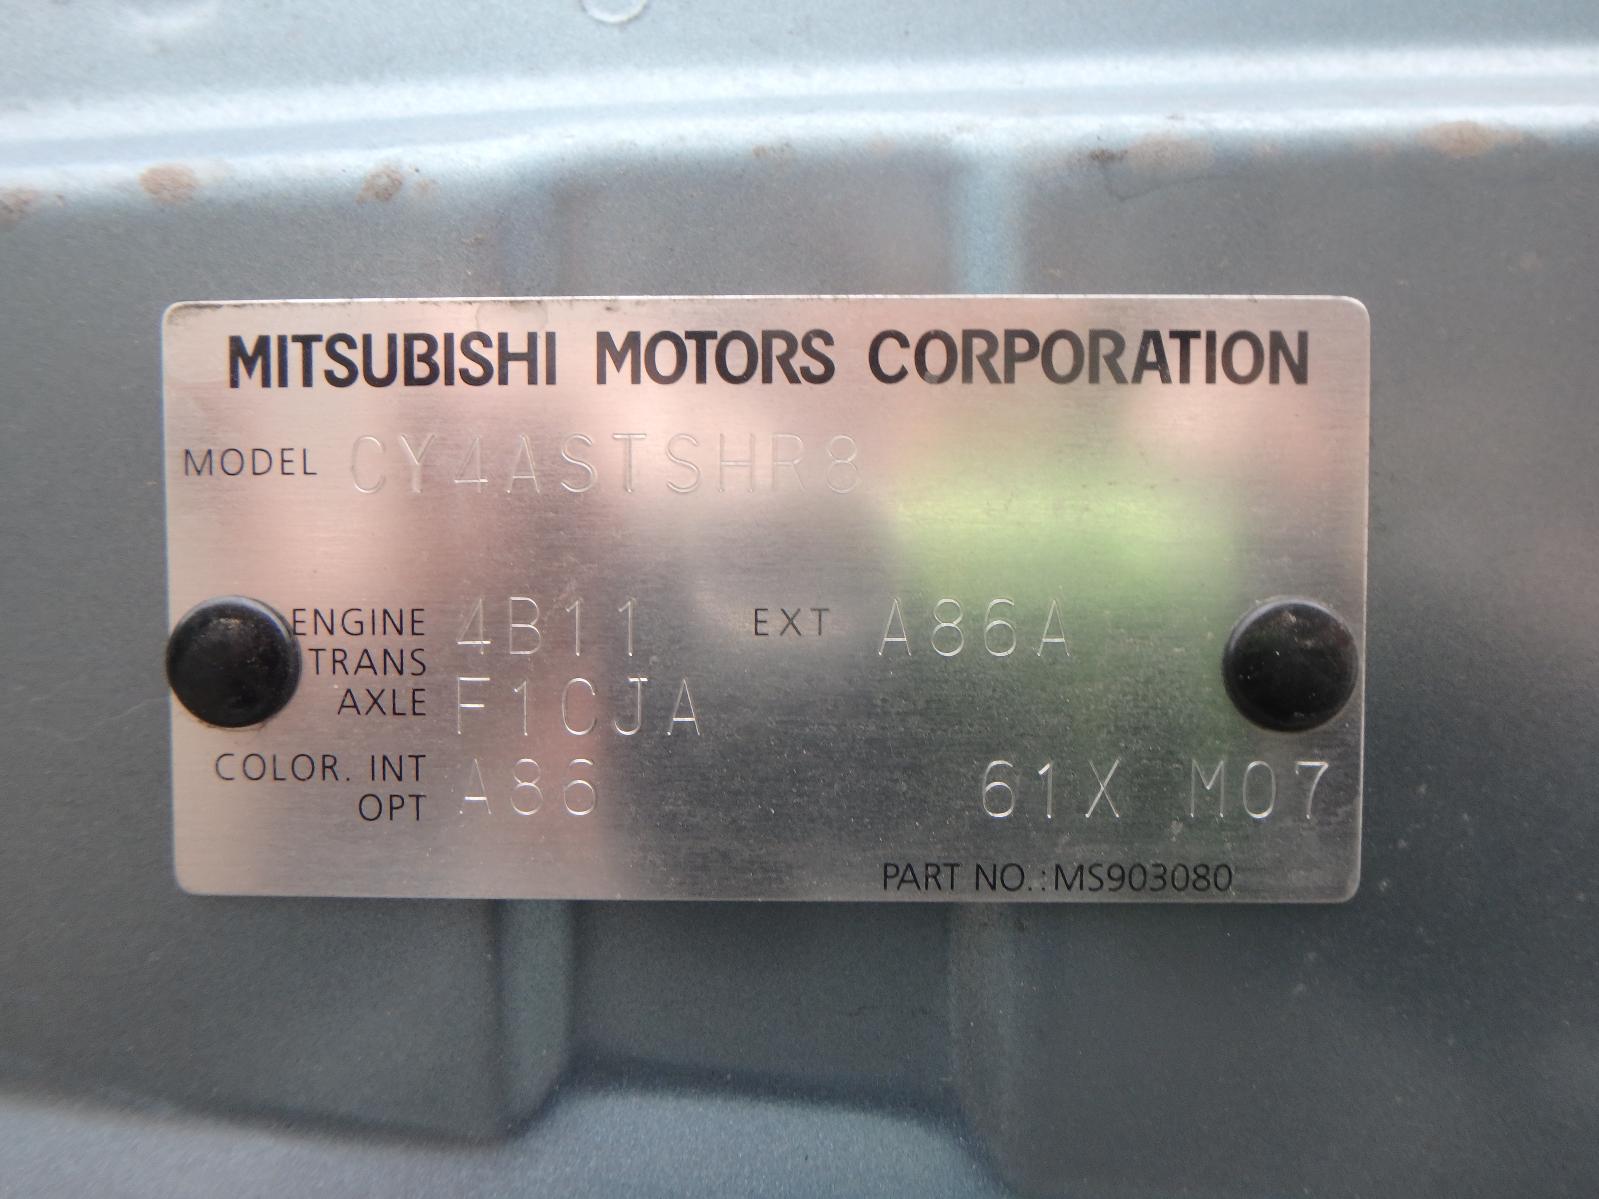 MITSUBISHI MOTORS CORPORATION
MODEL CY4ASTSHR8
ENGINE 4B11 EXT A86A
TRANS
AXLE F1CJA
COLOR. INT A86 61X M07
OPT
PART NO.:MS903080